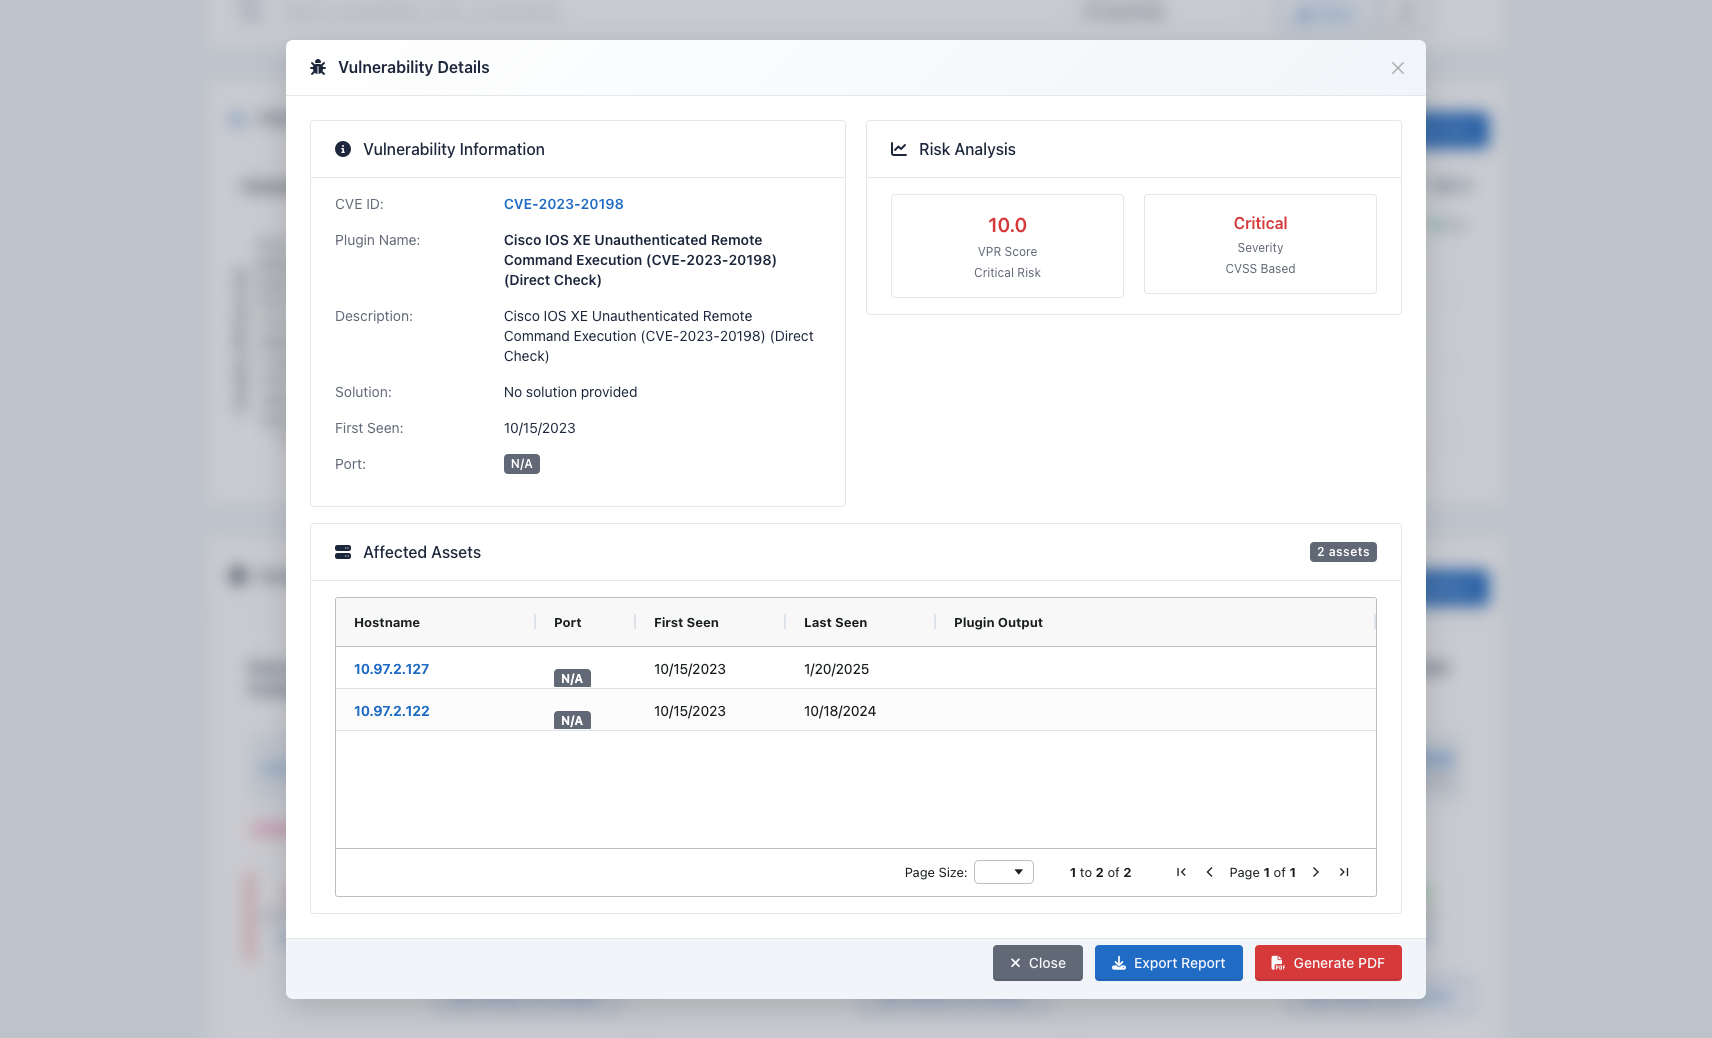 Vulnerability Details
Vulnerability Information
CVE ID:
CVE-2023-20198
Plugin Name:
Cisco IOS XE Unauthenticated Remote
Command Execution (CVE-2023-20198)
(Direct Check)
Description:
Cisco IOS XE Unauthenticated Remote
Command Execution (CVE-2023-20198) (Direct
Check)
Solution:
No solution provided
First Seen:
10/15/2023
Port:
N/A
Risk Analysis
10.0
VPR Score
Critical Risk
Critical
Severity
CVSS Based
Affected Assets
2 assets
Hostname Port First Seen Last Seen Plugin Output
10.97.2.127 N/A 10/15/2023 1/20/2025
10.97.2.122 N/A 10/15/2023 10/18/2024
Page Size: 1 to 2 of 2 Page 1 of 1
Close Export Report Generate PDF